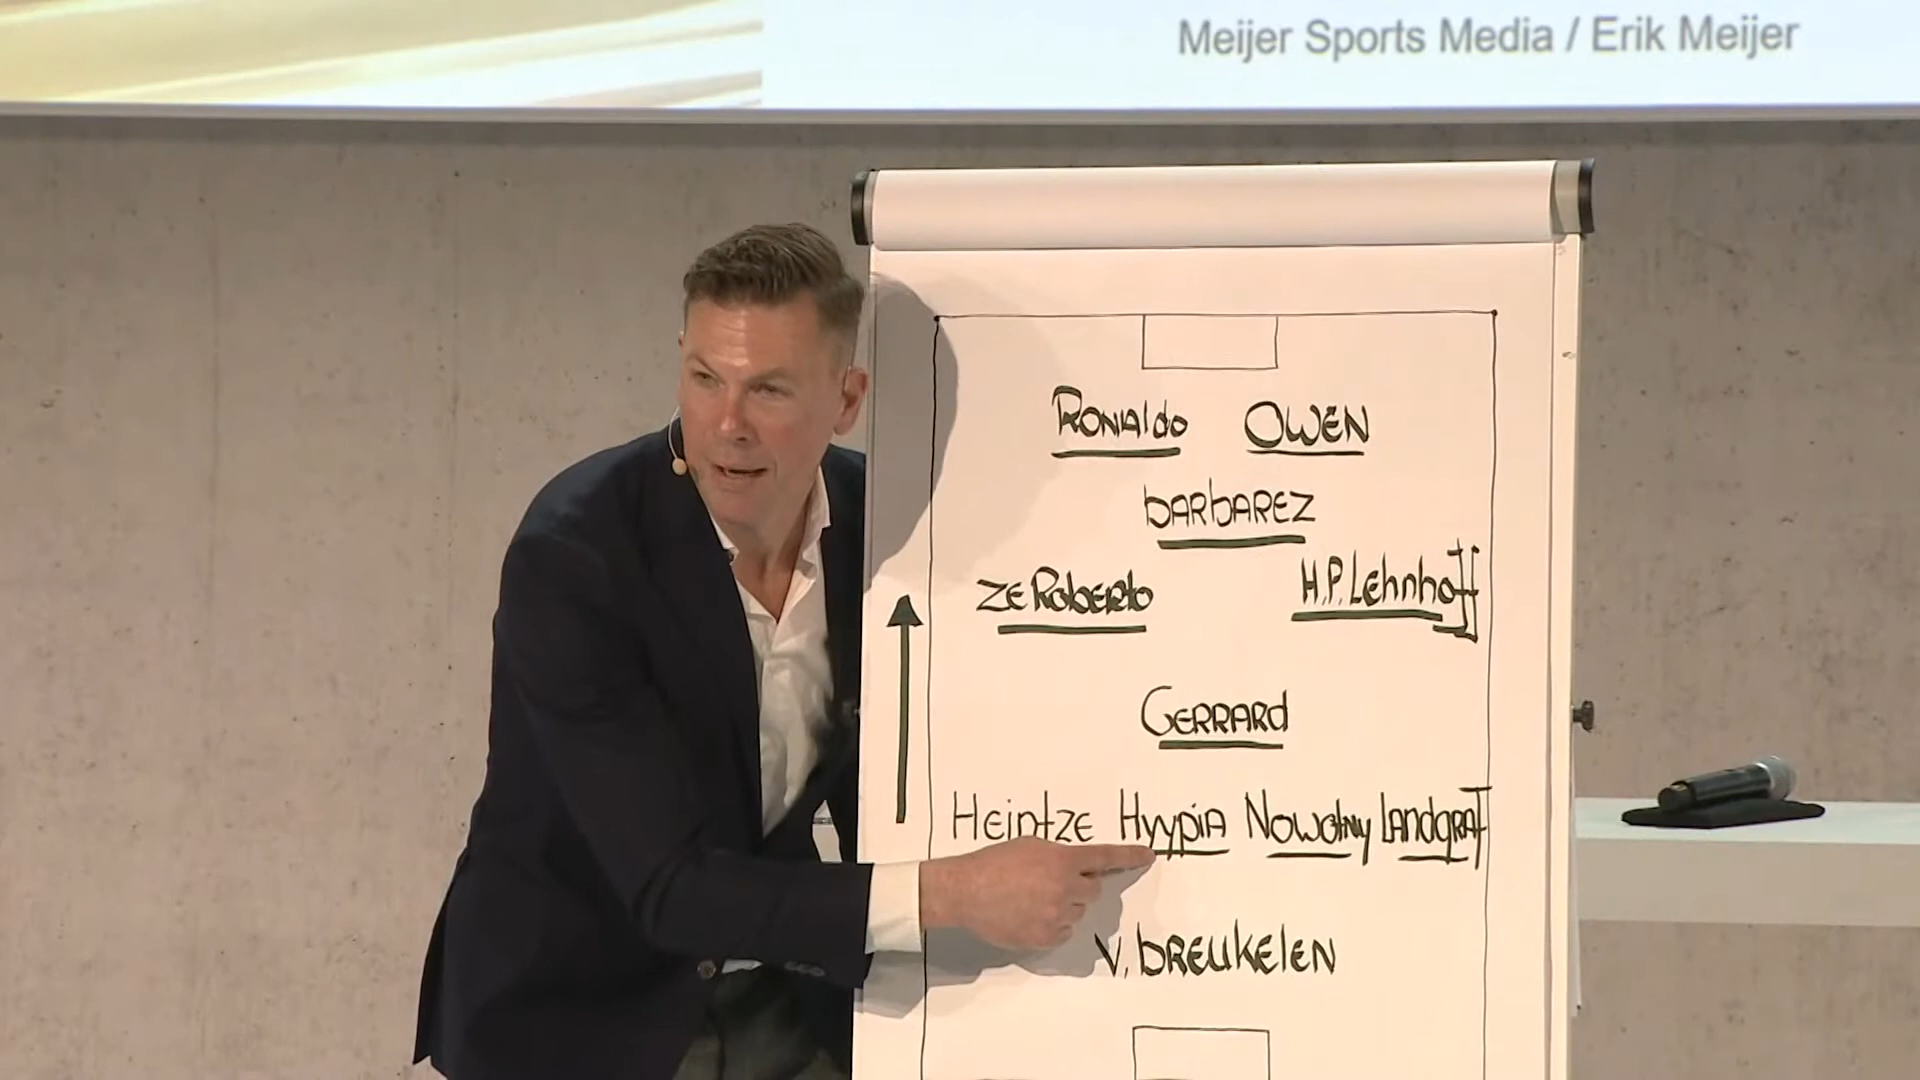 Meijer Sports Media / Erik Meijer
Ronaldo Owen
barbarez
Ze Roberto H.P. Lehnhoff
Gerrard
Heintze Hyypia Nowotny Landgraf
v. breukelen